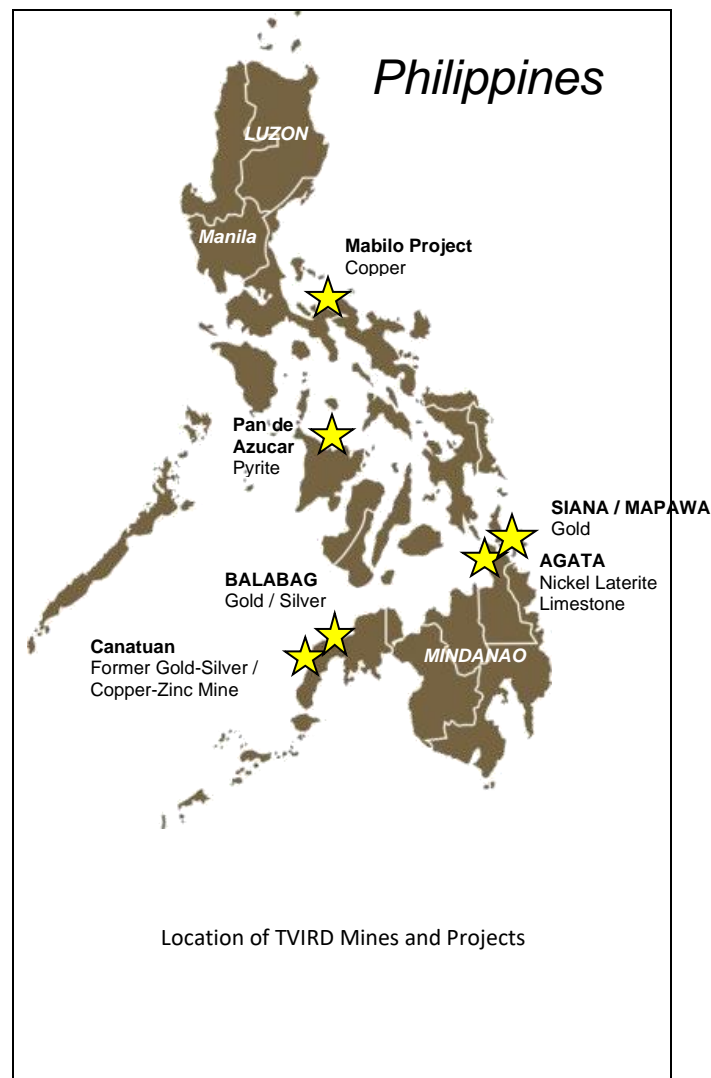 Philippines
LUZON
Manila
Mabilo Project
Copper
Pan de
Azucar
Pyrite
SIANA / MAPAWA
Gold
AGATA
Nickel Laterite
Limestone
BALABAG
Gold / Silver
Canatuan
Former Gold-Silver /
Copper-Zinc Mine
MINDANAO
Location of TVIRD Mines and Projects